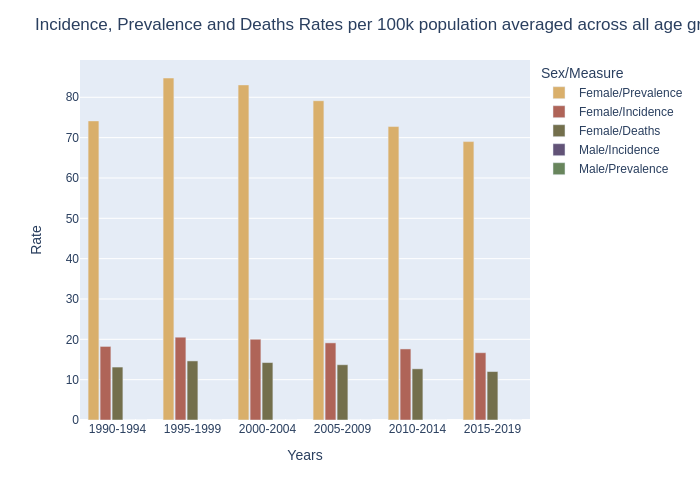 Incidence, Prevalence and Deaths Rates per 100k population averaged across all age
Sex/Measure
Female/Prevalence
Female/Incidence
Female/Deaths
Male/Incidence
Male/Prevalence
80
70
60
50
40
30
20
10
0
Rate
1990-1994 1995-1999 2000-2004 2005-2009 2010-2014 2015-2019
Years